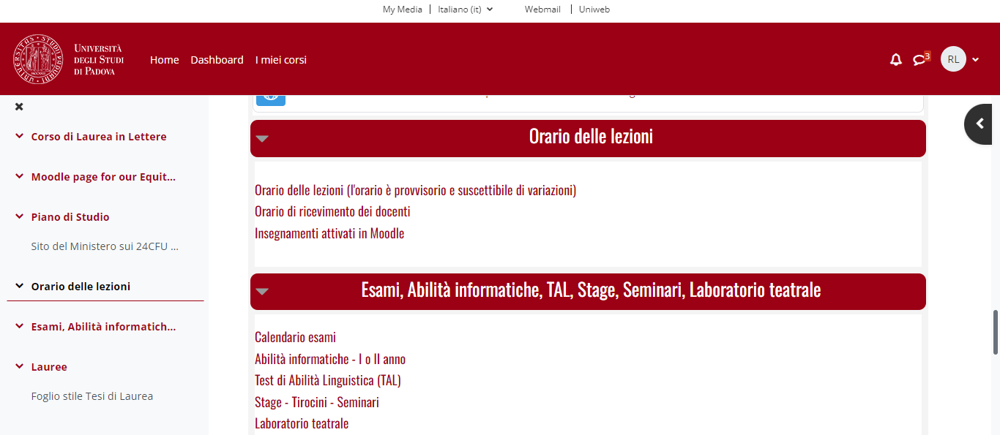 My Media
Italiano (it)
Webmail
Uniweb
UNIVERSITÀ
DEGLI STUDI
DI PADOVA
Home
Dashboard
I miei corsi
3
RL
Corso di Laurea in Lettere
Moodle page for our Equit...
Piano di Studio
Sito del Ministero sui 24CFU ...
Orario delle lezioni
Esami, Abilità informatich...
Lauree
Foglio stile Tesi di Laurea
Orario delle lezioni
Orario delle lezioni (l'orario è provvisorio e suscettibile di variazioni)
Orario di ricevimento dei docenti
Insegnamenti attivati in Moodle
Esami, Abilità informatiche, TAL, Stage, Seminari, Laboratorio teatrale
Calendario esami
Abilità informatiche - I o II anno
Test di Abilità Linguistica (TAL)
Stage - Tirocini - Seminari
Laboratorio teatrale